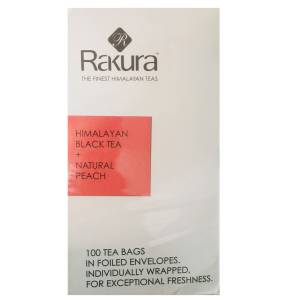 R
Rakura™
THE FINEST HIMALAYAN TEAS
HIMALAYAN
BLACK TEA
+
NATURAL
PEACH
100 TEA BAGS
IN FOILED ENVELOPES.
INDIVIDUALLY WRAPPED,
FOR EXCEPTIONAL FRESHNESS.